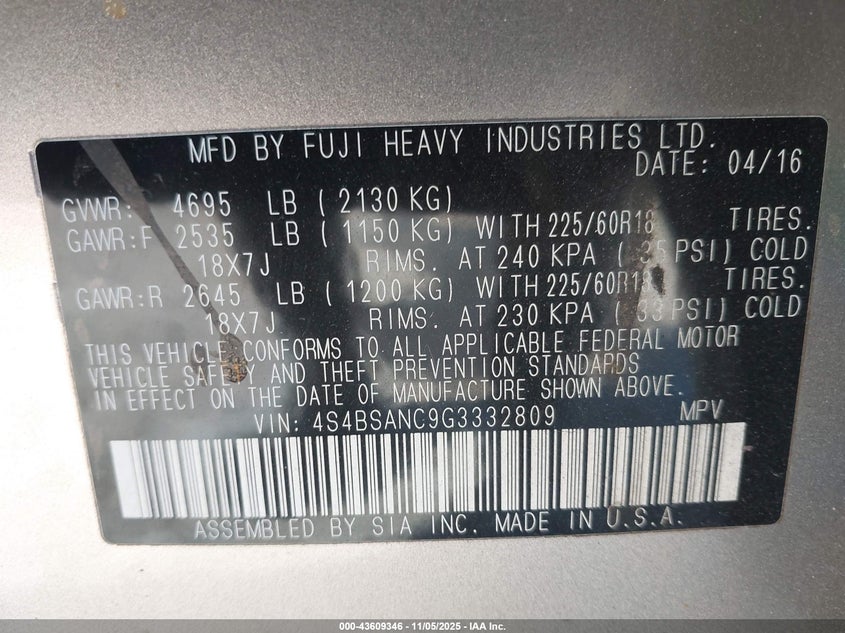 MFD BY FUJI HEAVY INDUSTRIES LTD.
DATE: 04/16
GVWR: 4695 LB ( 2130 KG)
GAWR:F 2535 LB ( 1150 KG) WITH 225/60R18 TIRES.
18X7J RIMS. AT 240 KPA ( 35 PSI) COLD
GAWR:R 2645 LB ( 1200 KG) WITH 225/60R18 TIRES.
18X7J RIMS. AT 230 KPA ( 33 PSI) COLD
THIS VEHICLE CONFORMS TO ALL APPLICABLE FEDERAL MOTOR
VEHICLE SAFETY AND THEFT PREVENTION STANDARDS
IN EFFECT ON THE DATE OF MANUFACTURE SHOWN ABOVE.
VIN: 4S4BSANC9G3332809 MPV
ASSEMBLED BY SIA INC. MADE IN U.S.A.
000-43609346 - 11/05/2025 - IAA Inc.